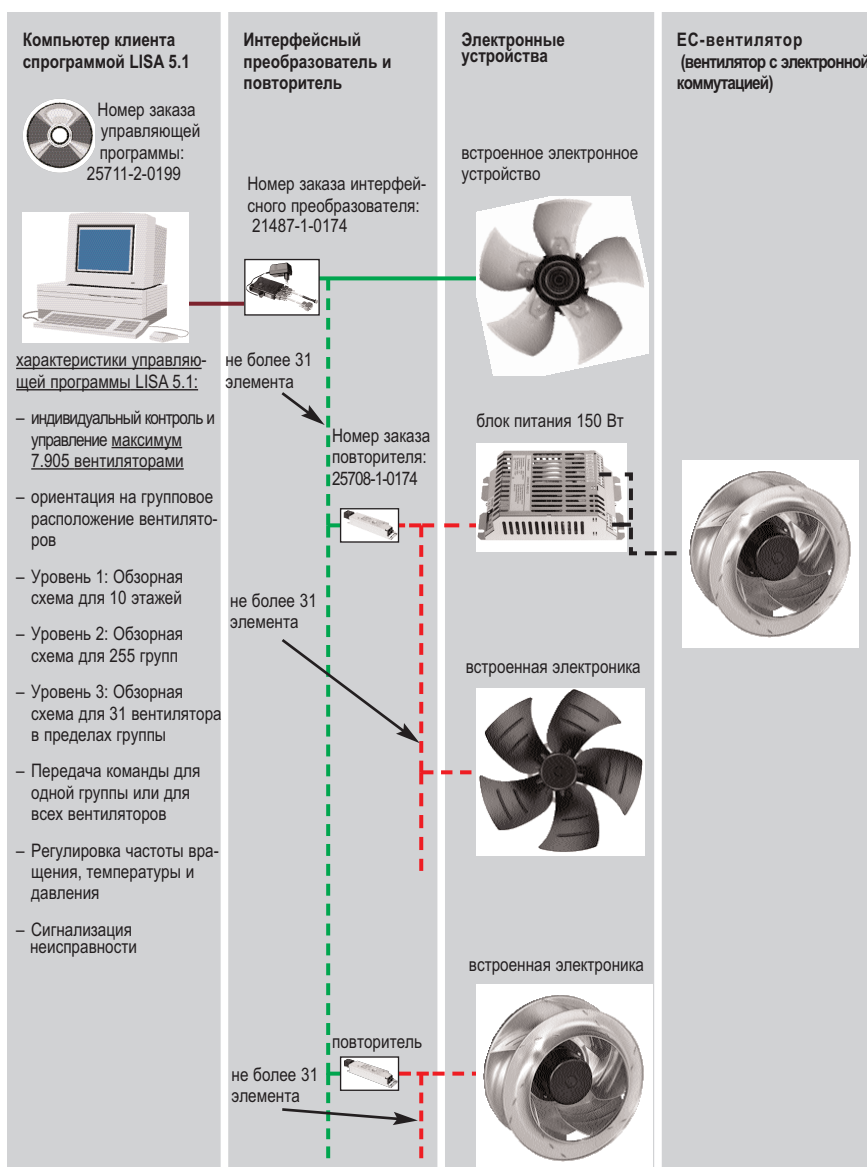 Компьютер клиента
спрограммой LISA 5.1
Номер заказа
управляющей
программы:
25711-2-0199
характеристики управляю-
щей программы LISA 5.1:
– индивидуальный контроль и
управление максимум
7.905 вентиляторами
– ориентация на групповое
расположение вентилято-
ров
– Уровень 1: Обзорная
схема для 10 этажей
– Уровень 2: Обзорная
схема для 255 групп
– Уровень 3: Обзорная
схема для 31 вентилятора
в пределах группы
– Передача команды для
одной группы или для
всех вентиляторов
– Регулировка частоты вра-
щения, температуры и
давления
– Сигнализация
неисправности
Интерфейсный
преобразователь и
повторитель
Номер заказа интерфей-
сного преобразователя:
21487-1-0174
не более 31
элемента
Номер заказа
повторителя:
25708-1-0174
не более 31
элемента
повторитель
не более 31
элемента
Электронные
устройства
встроенное электронное
устройство
блок питания 150 Вт
встроенная электроника
встроенная электроника
ЕС-вентилятор
(вентилятор с электронной
коммутацией)